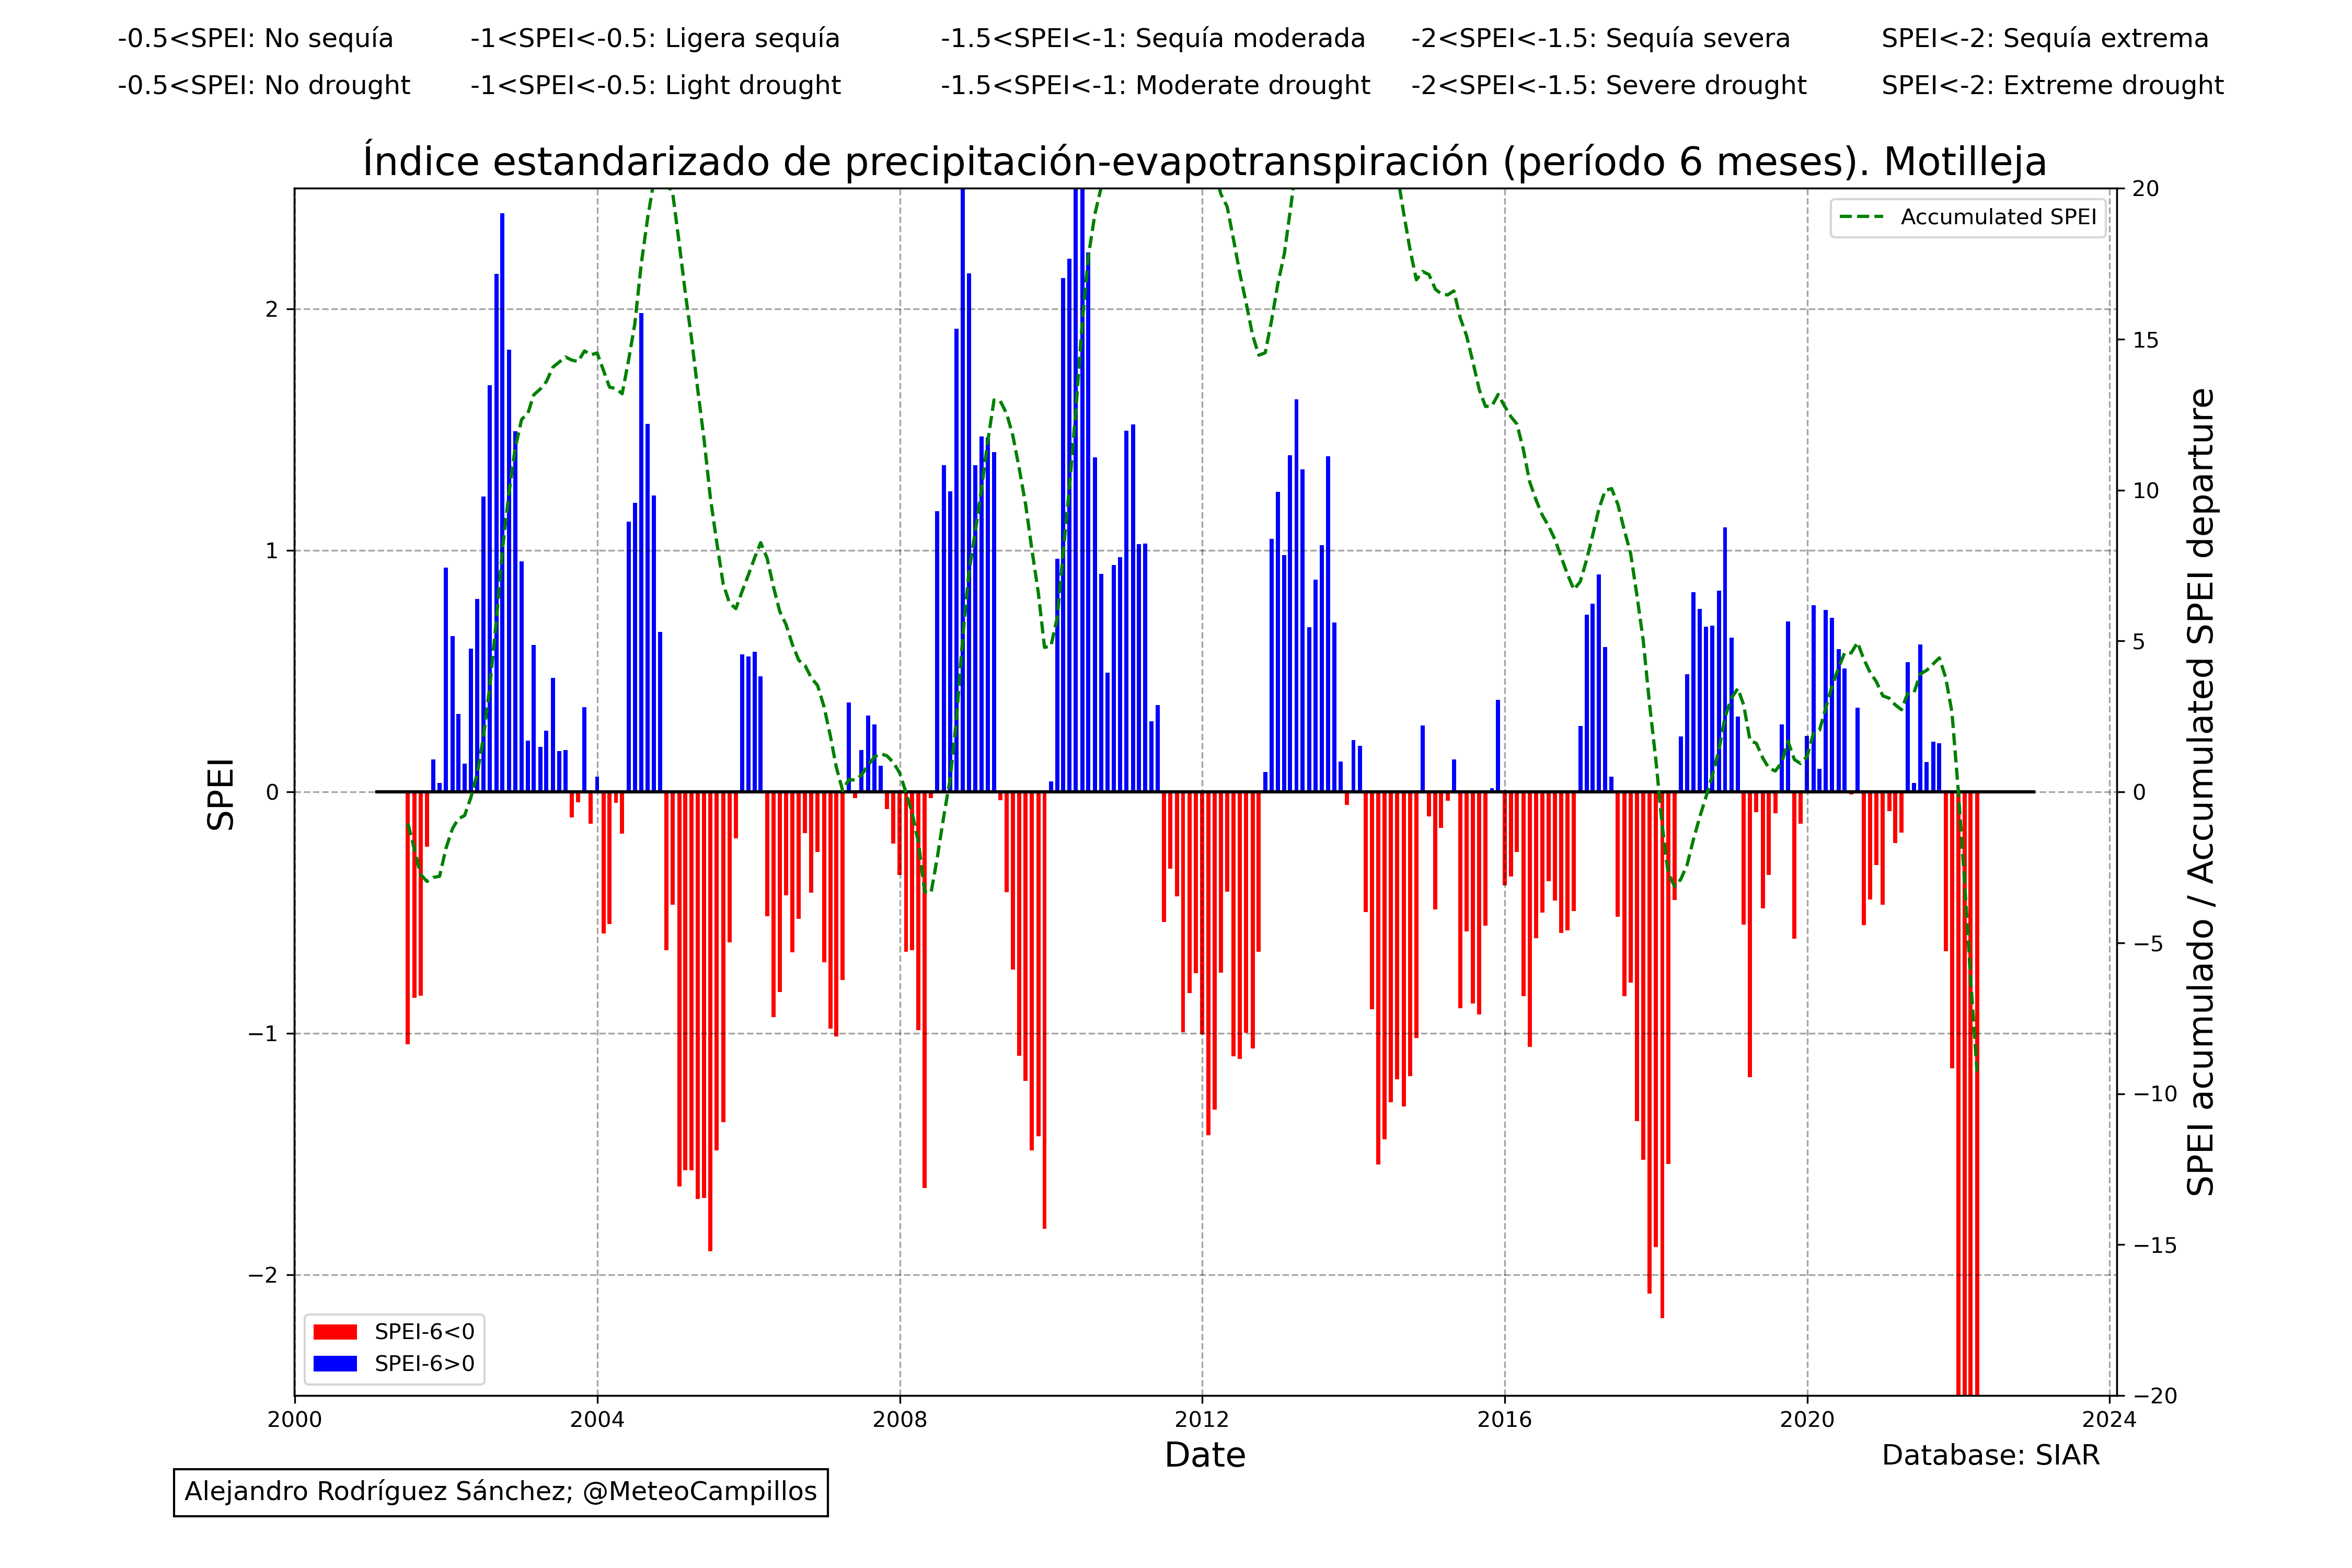 -0.5<SPEI: No sequía -1<SPEI<-0.5: Ligera sequía -1.5<SPEI<-1: Sequía moderada -2<SPEI<-1.5: Sequía severa SPEI<-2: Sequía extrema
-0.5<SPEI: No drought -1<SPEI<-0.5: Light drought -1.5<SPEI<-1: Moderate drought -2<SPEI<-1.5: Severe drought SPEI<-2: Extreme drought
Índice estandarizado de precipitación-evapotranspiración (período 6 meses). Motilleja
Accumulated SPEI
SPEI
2
1
0
−1
−2
20
15
10
5
0
−5
−10
−15
−20
SPEI acumulado / Accumulated SPEI departure
SPEI-6<0
SPEI-6>0
2000 2004 2008 2012 2016 2020 2024
Date
Database: SIAR
Alejandro Rodríguez Sánchez; @MeteoCampillos